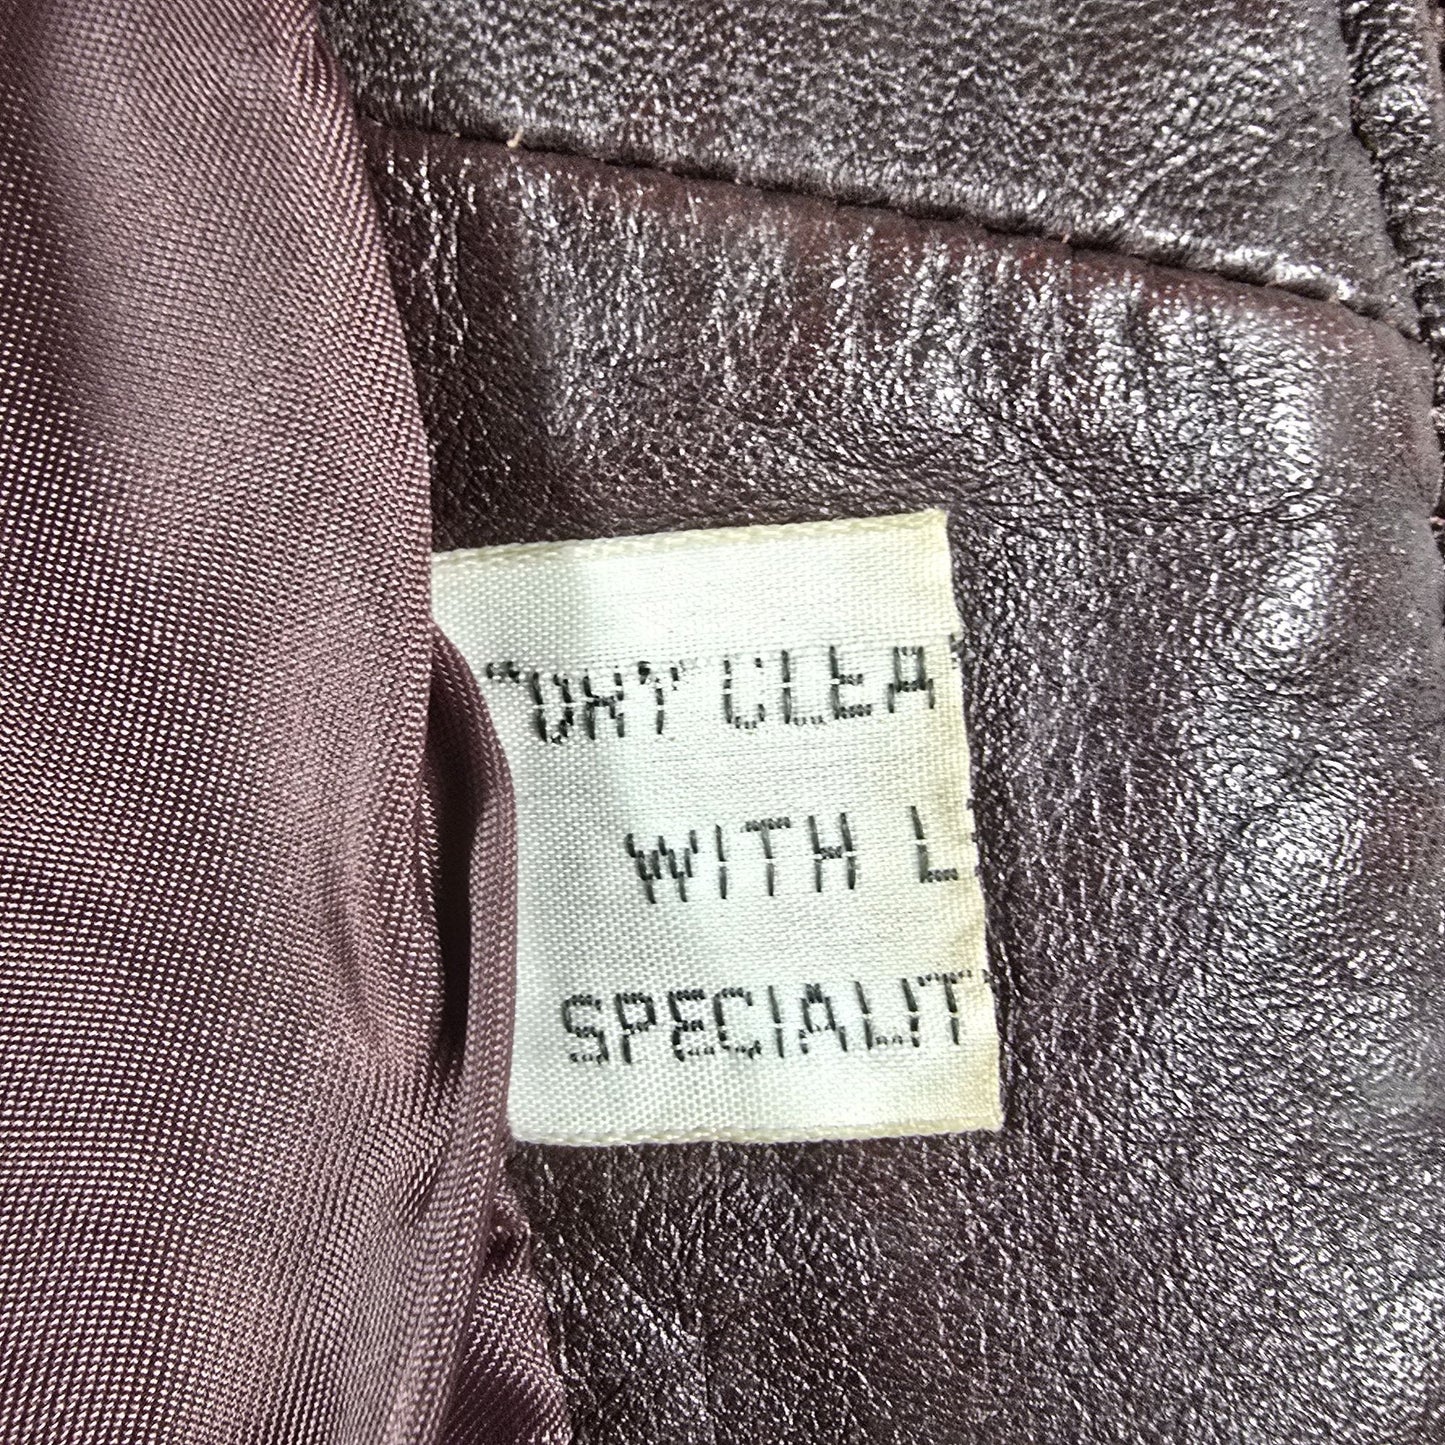 "DRY" CLEA
WITH L
SPECIALIT